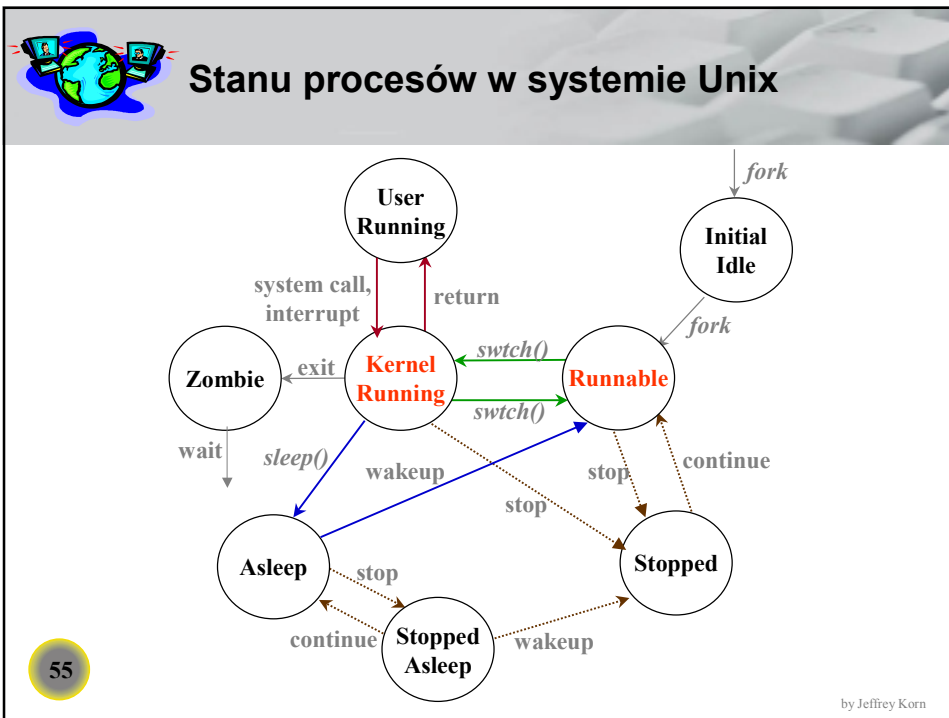 Stanu procesów w systemie Unix
fork
User
Running
Initial
Idle
system call,
interrupt
return
fork
swtch()
Zombie
exit
Kernel
Running
Runnable
swtch()
wait
sleep()
wakeup
stop
stop
continue
Asleep
stop
Stopped
continue
Stopped
Asleep
wakeup
55
by Jeffrey Korn